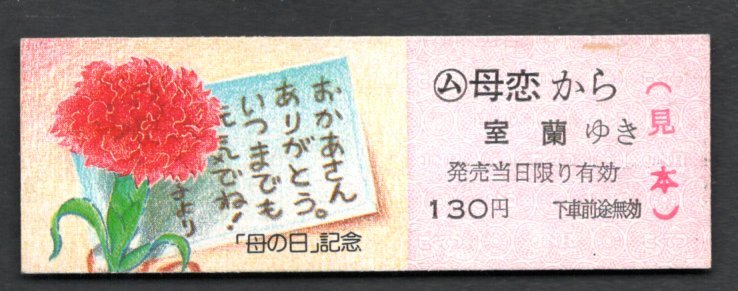 おかあさん
ありがとう。
いつまでも
元気でね！
子より
「母の日」記念
㋰母恋から
室蘭ゆき
発売当日限り有効
130円 下車前途無効
(見本)